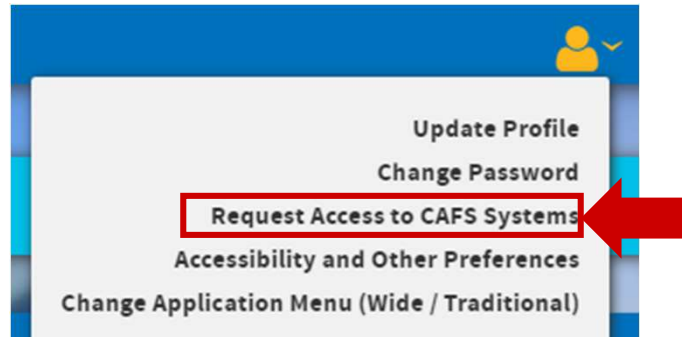 Update Profile
Change Password
Request Access to CAFS Systems
Accessibility and Other Preferences
Change Application Menu (Wide / Traditional)